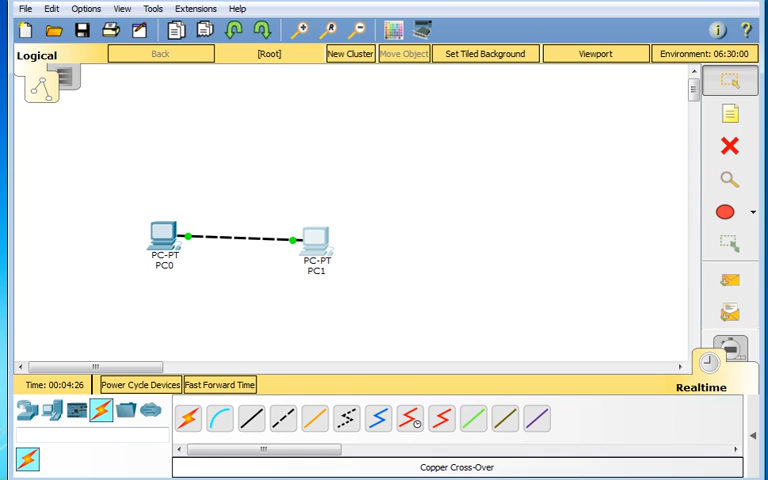 File Edit Options View Tools Extensions Help
Logical Back [Root] New Cluster Move Object Set Tiled Background Viewport Environment: 06:30:00
PC-PT
PC0
PC-PT
PC1
Time: 00:04:26 Power Cycle Devices Fast Forward Time
Realtime
Copper Cross-Over